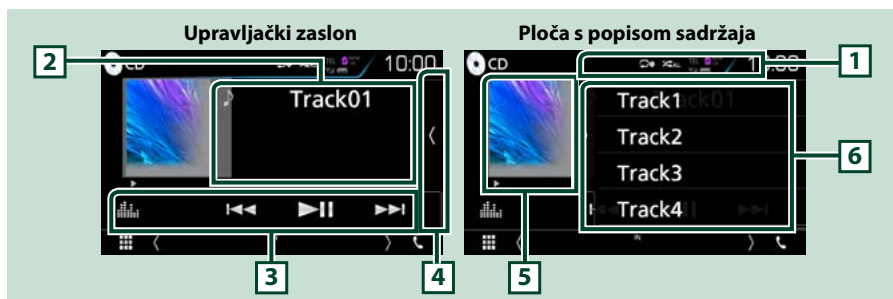 Upravljački zaslon
Ploča s popisom sadržaja
2
CD
10:00
Track01
3
4
CD
1
Track1
Track2
Track3
Track4
6
IN
5